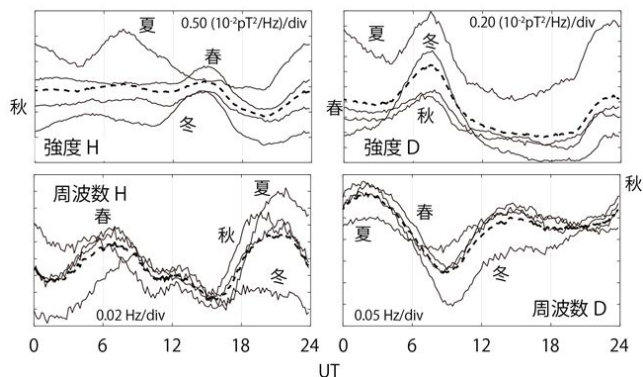 夏
0.50 (10-2pT2/Hz)/div
春
秋
冬
強度 H
0.20 (10-2pT2/Hz)/div
夏
冬
春
秋
強度 D
周波数 H
春
夏
秋
冬
0.02 Hz/div
0 6 12 18 24
秋
春
夏
冬
0.05 Hz/div
周波数 D
0 6 12 18 24
UT